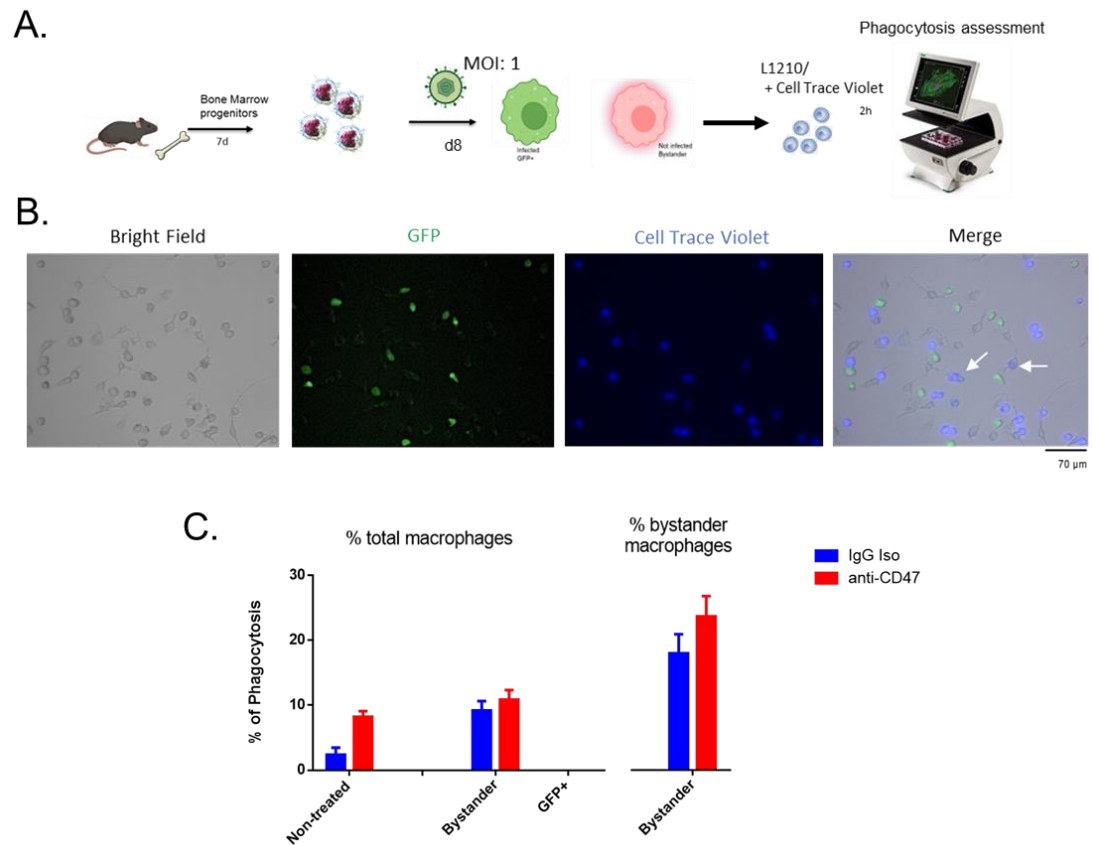 A.
Phagocytosis assessment
Bone Marrow
progenitors
7d
MOI: 1
d8
Infected
GFP+
Not infected
Bystander
L1210/
+ Cell Trace Violet
2h
B.
Bright Field
GFP
Cell Trace Violet
Merge
70 µm
C.
% total macrophages
% bystander
macrophages
IgG Iso
anti-CD47
% of Phagocytosis
30
20
10
0
Non-treated
Bystander
GFP+
Bystander